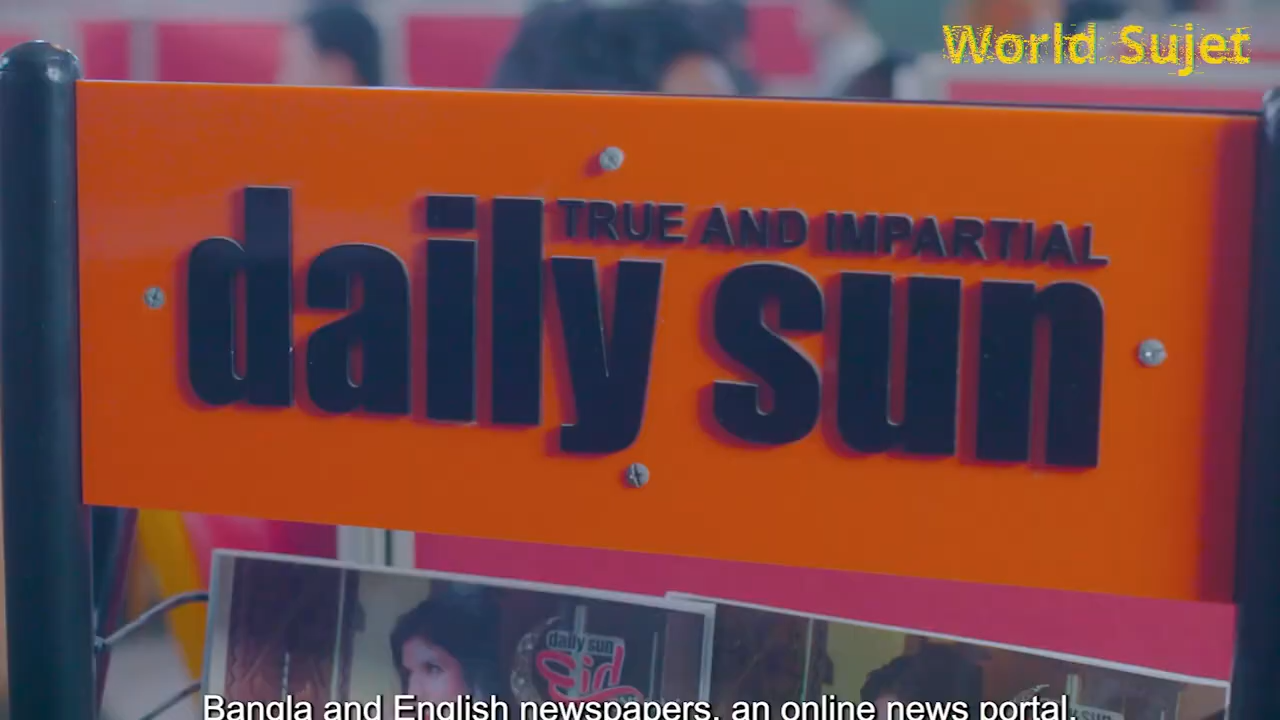 World Sujet
TRUE AND IMPARTIAL
daily sun
daily sun
Eid
Bangla and English newspapers, an online news portal,